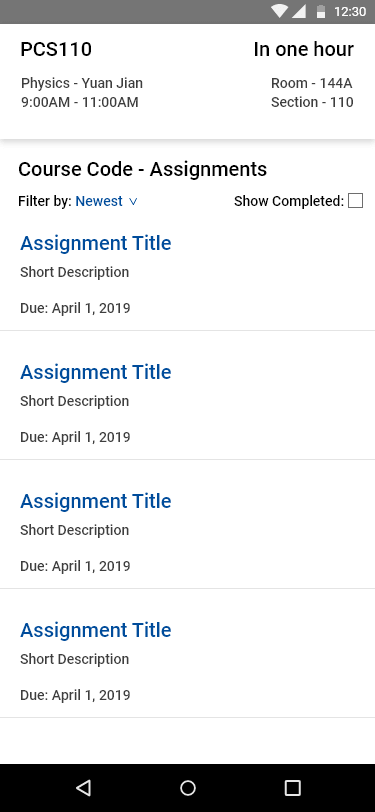 12:30
PCS110 In one hour
Physics - Yuan Jian Room - 144A
9:00AM - 11:00AM Section - 110
Course Code - Assignments
Filter by: Newest Show Completed:
Assignment Title
Short Description
Due: April 1, 2019
Assignment Title
Short Description
Due: April 1, 2019
Assignment Title
Short Description
Due: April 1, 2019
Assignment Title
Short Description
Due: April 1, 2019